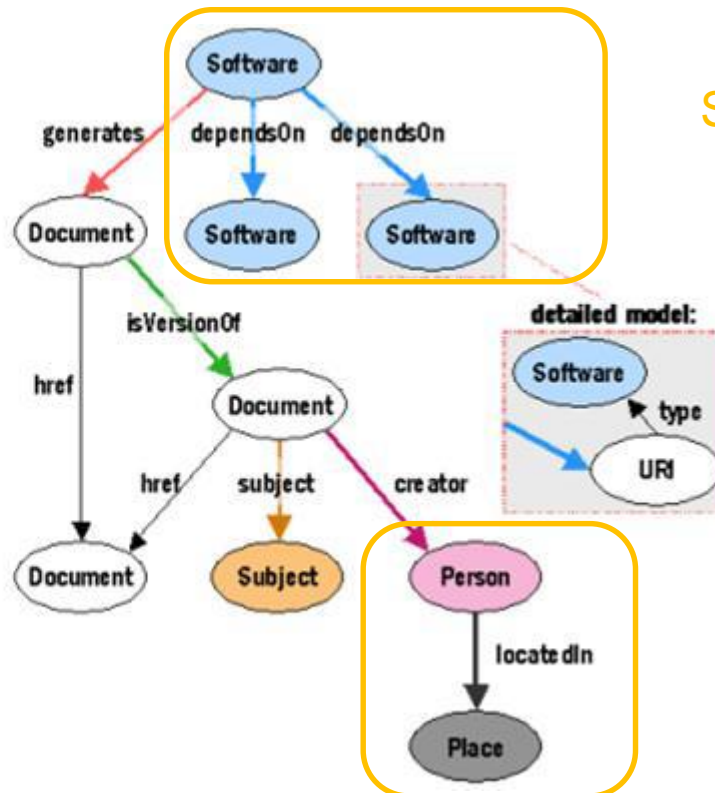 Software
S
generates
dependsOn
dependsOn
Document
Software
Software
isVersionOf
detailed model:
Software
href
Document
type
URI
href
subject
creator
Document
Subject
Person
locatedIn
Place